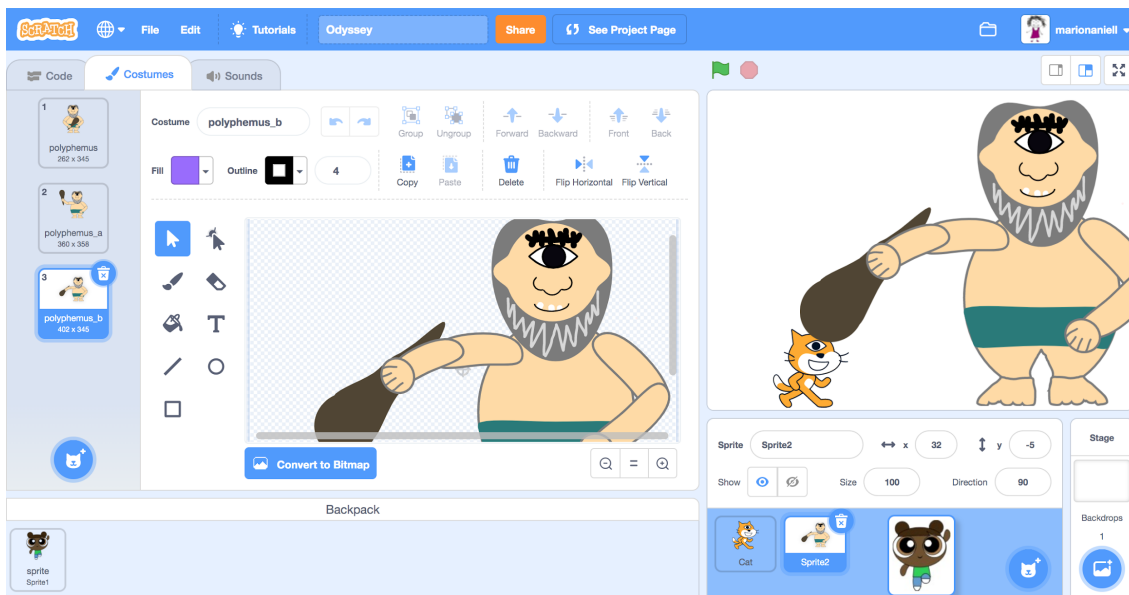 SCRATCH File Edit Tutorials Odyssey Share See Project Page marionaniell
Code Costumes Sounds
1
polyphemus
262 x 345
2
polyphemus_a
360 x 358
3
polyphemus_b
402 x 345
Costume polyphemus_b
Group Ungroup Forward Backward Front Back
Fill Outline 4
Copy Paste Delete Flip Horizontal Flip Vertical
T
Convert to Bitmap
Sprite Sprite2 x 32 y -5
Show Size 100 Direction 90
Cat Sprite2
Stage
Backdrops
1
Backpack
sprite
Sprite1